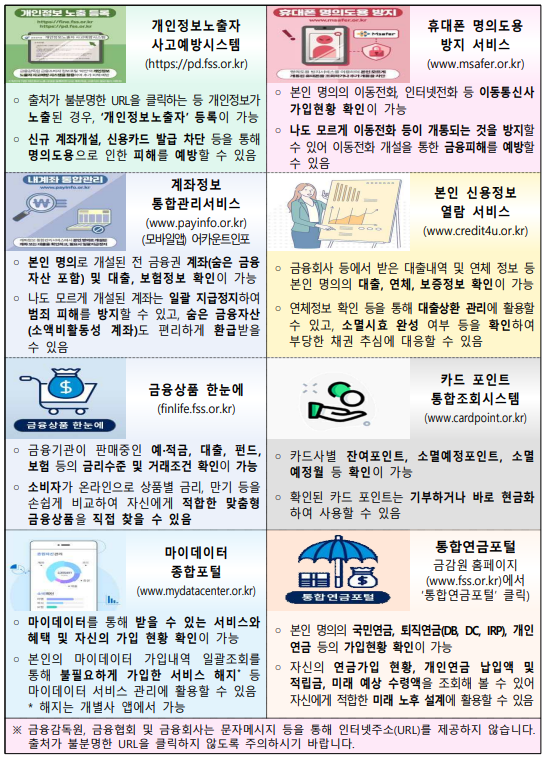 개인정보 노출 등록
https://pd.fss.or.kr
개인정보노출자
사고예방시스템
(https://pd.fss.or.kr)
○ 출처가 불분명한 URL을 클릭하는 등 개인정보가
노출된 경우, '개인정보노출자' 등록이 가능
○ 신규 계좌개설, 신용카드 발급 차단 등을 통해
명의도용으로 인한 피해를 예방할 수 있음
휴대폰 명의도용 방지
www.msafer.or.kr
Msafer
휴대폰 명의도용
방지 서비스
(www.msafer.or.kr)
○ 본인 명의의 이동전화, 인터넷전화 등 이동통신사
가입현황 확인이 가능
○ 나도 모르게 이동전화 등이 개통되는 것을 방지할
수 있어 이동전화 개설을 통한 금융피해를 예방할
수 있음
내계좌 통합관리
www.payinfo.or.kr
계좌정보
통합관리서비스
(www.payinfo.or.kr)
(모바일앱) 어카운트인포
○ 본인 명의로 개설된 전 금융권 계좌(숨은 금융
자산 포함) 및 대출, 보험정보 확인이 가능
○ 나도 모르게 개설된 계좌는 일괄 지급정지하여
범죄 피해를 방지할 수 있고, 숨은 금융자산
(소액비활동성 계좌)도 편리하게 환급받을
수 있음
본인 신용정보
열람 서비스
(www.credit4u.or.kr)
○ 금융회사 등에서 받은 대출내역 및 연체 정보 등
본인 명의의 대출, 연체, 보증정보 확인이 가능
○ 연체정보 확인 등을 통해 대출상환 관리에 활용할
수 있고, 소멸시효 완성 여부 등을 확인하여
부당한 채권 추심에 대응할 수 있음
금융상품 한눈에
금융상품 한눈에
(finlife.fss.or.kr)
○ 금융기관이 판매중인 예·적금, 대출, 펀드,
보험 등의 금리수준 및 거래조건 확인이 가능
○ 소비자가 온라인으로 상품별 금리, 만기 등을
손쉽게 비교하여 자신에게 적합한 맞춤형
금융상품을 직접 찾을 수 있음
카드 포인트
통합조회시스템
(www.cardpoint.or.kr)
○ 카드사별 잔여포인트, 소멸예정포인트, 소멸
예정월 등 확인이 가능
○ 확인된 카드 포인트는 기부하거나 바로 현금화
하여 사용할 수 있음
마이데이터
종합포털
(www.mydatacenter.or.kr)
○ 마이데이터를 통해 받을 수 있는 서비스와
혜택 및 자신의 가입 현황 확인이 가능
○ 본인의 마이데이터 가입내역 일괄조회를
통해 불필요하게 가입한 서비스 해지* 등
마이데이터 서비스 관리에 활용할 수 있음
* 해지는 개별사 앱에서 가능
통합연금포털
통합연금포털
금감원 홈페이지
(www.fss.or.kr)에서
'통합연금포털' 클릭)
○ 본인 명의의 국민연금, 퇴직연금(DB, DC, IRP), 개인
연금 등의 가입현황 확인이 가능
○ 자신의 연금가입 현황, 개인연금 납입액 및
적립금, 미래 예상 수령액을 조회해 볼 수 있어
자신에게 적합한 미래 노후 설계에 활용할 수 있음
※ 금융감독원, 금융협회 및 금융회사는 문자메시지 등을 통해 인터넷주소(URL)를 제공하지 않습니다.
출처가 불분명한 URL을 클릭하지 않도록 주의하시기 바랍니다.